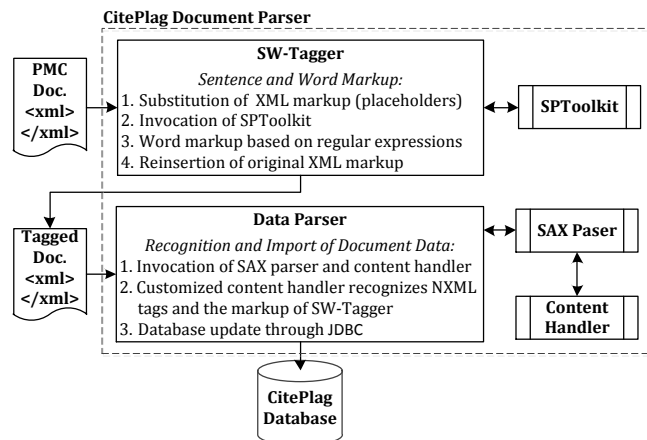 CitePlag Document Parser
PMC
Doc.
<xml>
</xml>
SW-Tagger
Sentence and Word Markup:
1. Substitution of XML markup (placeholders)
2. Invocation of SPToolkit
3. Word markup based on regular expressions
4. Reinsertion of original XML markup
SPToolkit
Tagged
Doc.
<xml>
</xml>
Data Parser
Recognition and Import of Document Data:
1. Invocation of SAX parser and content handler
2. Customized content handler recognizes NXML
tags and the markup of SW-Tagger
3. Database update through JDBC
SAX Paser
Content
Handler
CitePlag
Database